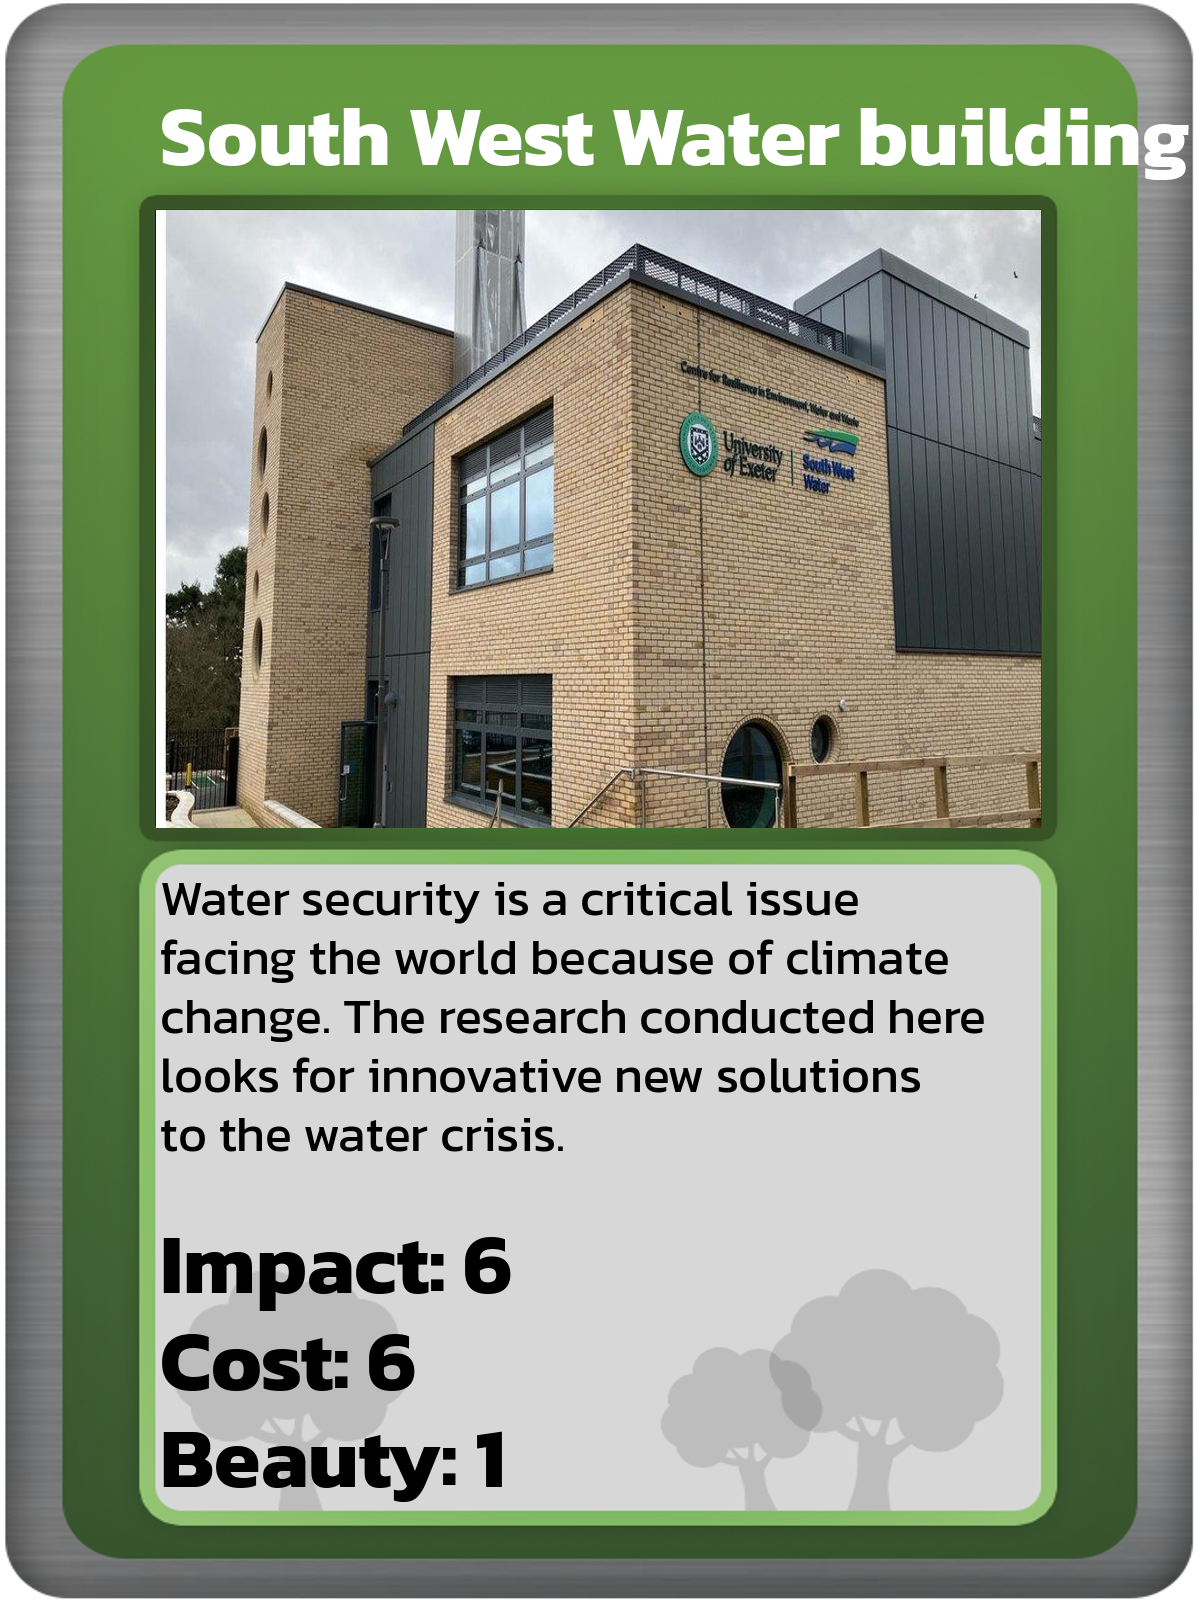 South West Water building
Centre for Resilience in Environment, Water and Waste
University
of Exeter
South West
Water
Water security is a critical issue
facing the world because of climate
change. The research conducted here
looks for innovative new solutions
to the water crisis.
Impact: 6
Cost: 6
Beauty: 1